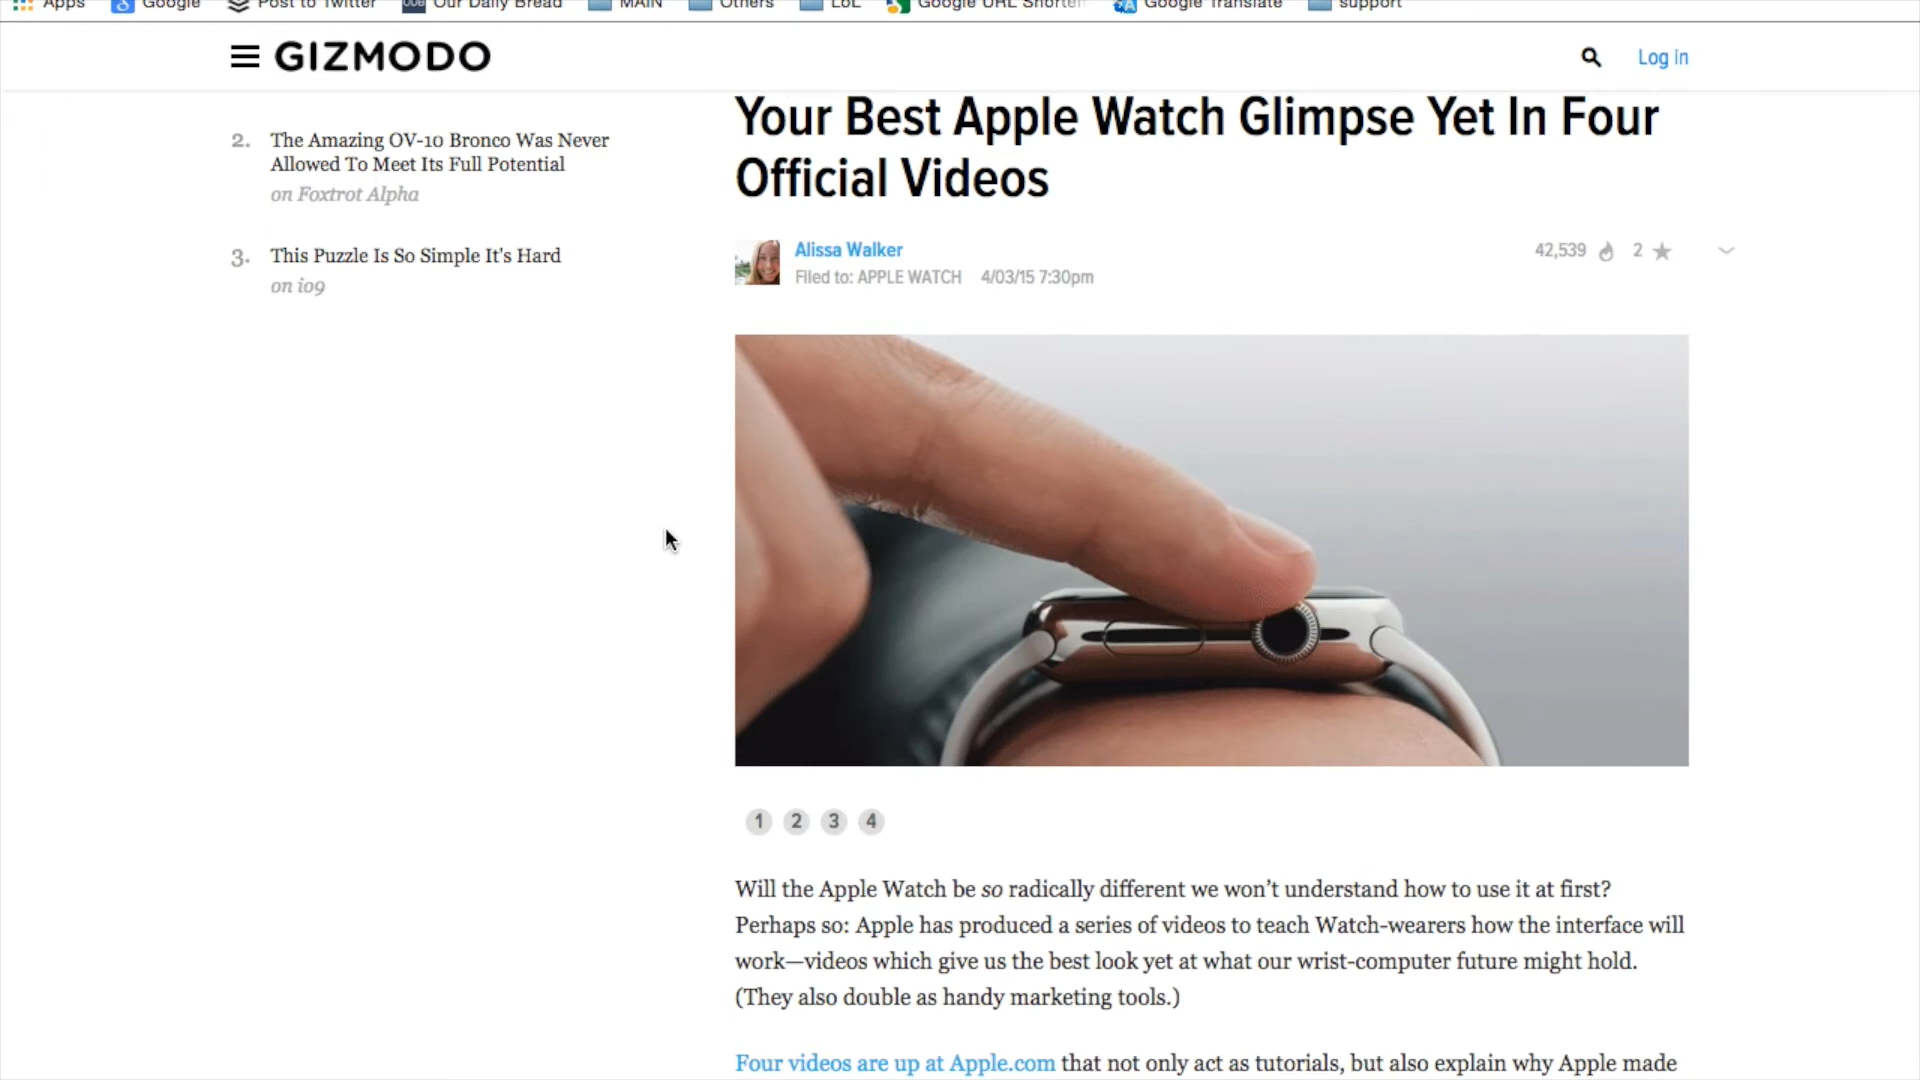 Apps Google Post to Twitter Our Daily Bread MAIN Others LoL Google URL Shorten Google Translate support
GIZMODO
Log in
Your Best Apple Watch Glimpse Yet In Four
Official Videos
2. The Amazing OV-10 Bronco Was Never
Allowed To Meet Its Full Potential
on Foxtrot Alpha
3. This Puzzle Is So Simple It's Hard
on io9
Alissa Walker
Filed to: APPLE WATCH 4/03/15 7:30pm
42,539 2
1 2 3 4
Will the Apple Watch be so radically different we won’t understand how to use it at first?
Perhaps so: Apple has produced a series of videos to teach Watch-wearers how the interface will
work—videos which give us the best look yet at what our wrist-computer future might hold.
(They also double as handy marketing tools.)
Four videos are up at Apple.com that not only act as tutorials, but also explain why Apple made